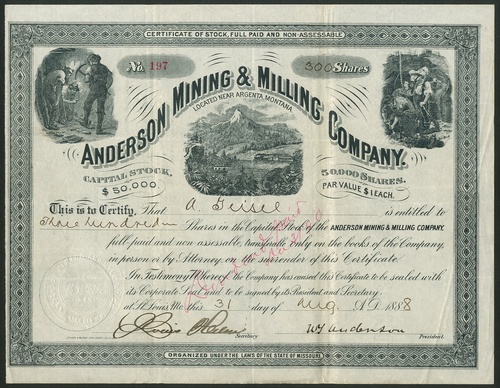 CERTIFICATE OF STOCK, FULL PAID AND NON-ASSESSABLE
No. 197
300 Shares
ANDERSON MINING & MILLING COMPANY.
LOCATED NEAR ARGENTA, MONTANA.
CAPITAL STOCK, $50.000
50,000 SHARES. PAR VALUE $1 EACH.
This is to Certify, That A. Geisel is entitled to
Three hundred Shares in the Capital Stock of the ANDERSON MINING & MILLING COMPANY,
full paid and non-assessable, transferable only on the books of the Company,
in person or by Attorney, on the surrender of this Certificate.
In Testimony Whereof the Company has caused this Certificate to be sealed with
its Corporate Seal and to be signed by its President and Secretary,
at St. Louis, Mo. this 31 day of Aug. A.D. 1888
Secretary
Wm Anderson
President.
ORGANIZED UNDER THE LAWS OF THE STATE OF MISSOURI.